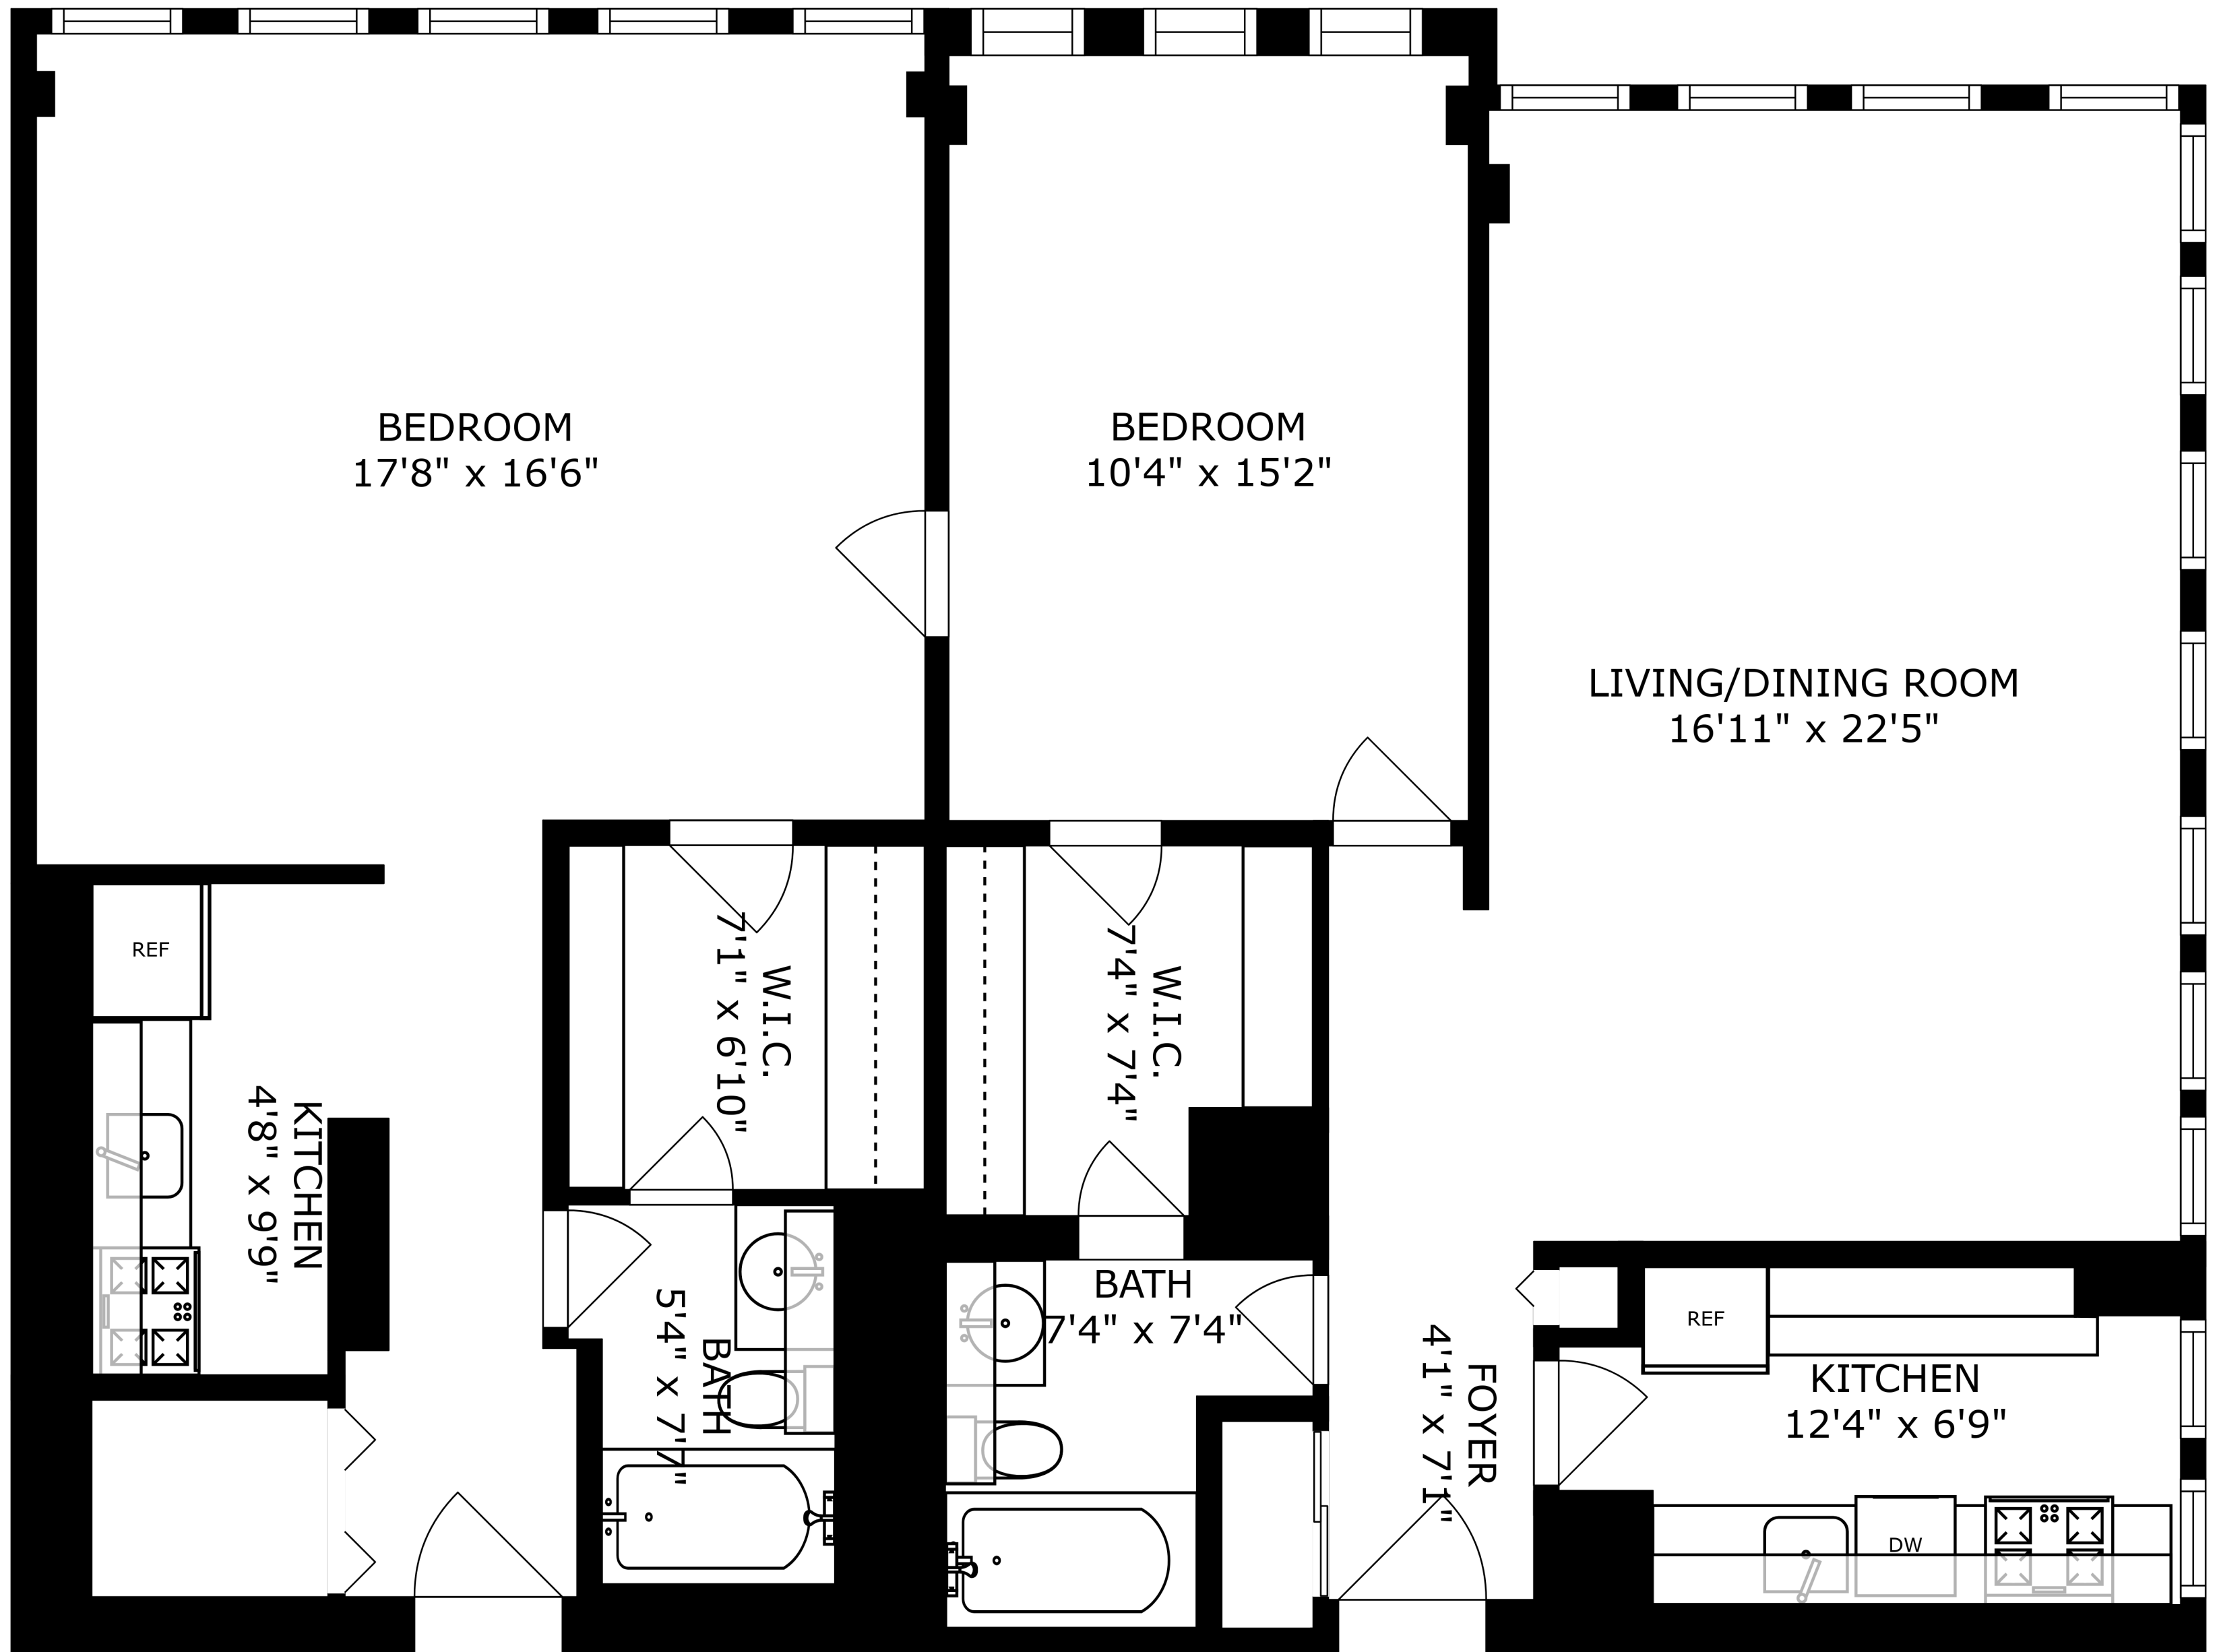 BEDROOM
17'8" x 16'6"
BEDROOM
10'4" x 15'2"
LIVING/DINING ROOM
16'11" x 22'5"
REF
KITCHEN
4'8" x 9'9"
W.I.C.
7'1" x 6'10"
W.I.C.
7'4" x 7'4"
BATH
5'4" x 7'7"
BATH
7'4" x 7'4"
FOYER
4'1" x 7'1"
REF
KITCHEN
12'4" x 6'9"
DW